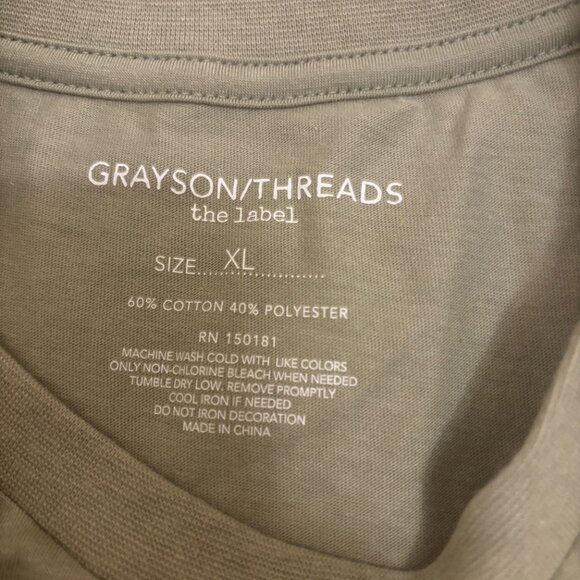 GRAYSON/THREADS
the label
SIZE.....XL..............
60% COTTON 40% POLYESTER
RN 150181
MACHINE WASH COLD WITH LIKE COLORS
ONLY NON-CHLORINE BLEACH WHEN NEEDED
TUMBLE DRY LOW. REMOVE PROMPTLY
COOL IRON IF NEEDED
DO NOT IRON DECORATION
MADE IN CHINA